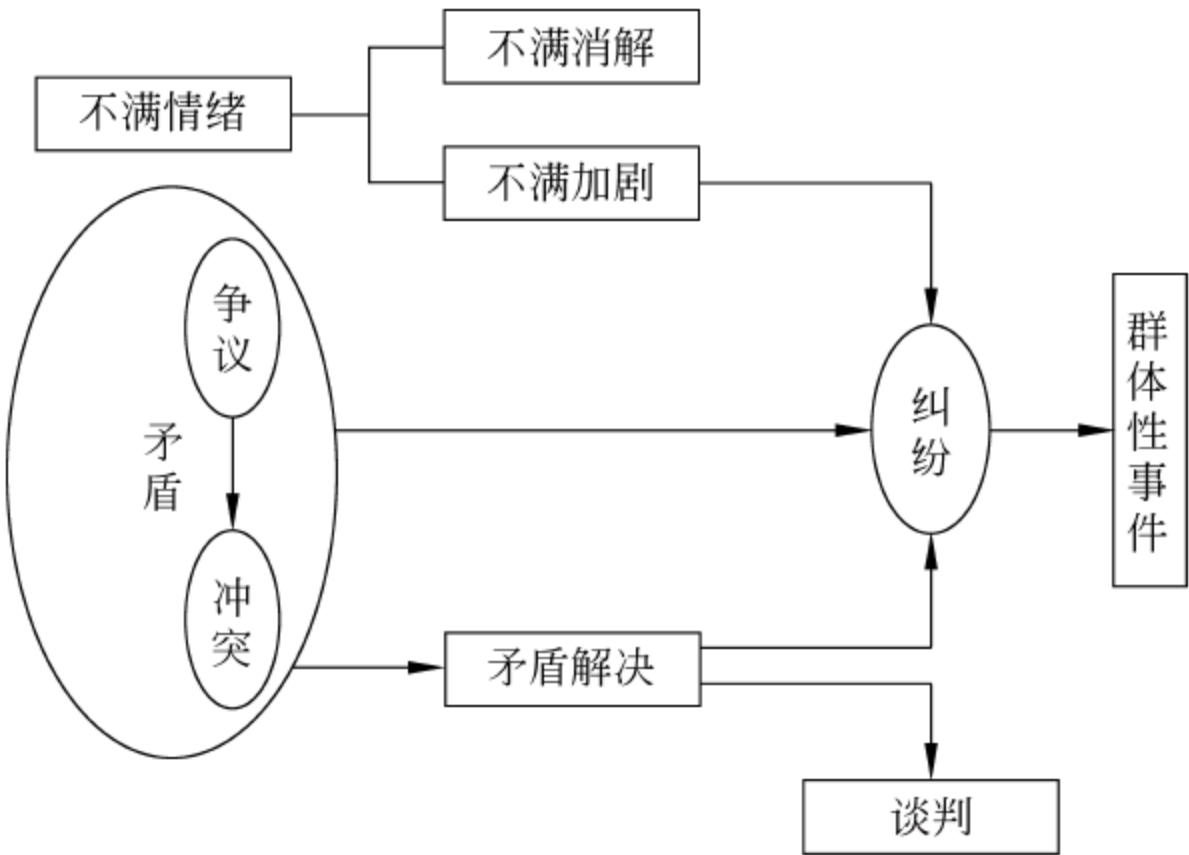 不满消解
不满情绪
不满加剧
争议
矛盾
冲突
纠纷
群体性事件
矛盾解决
谈判